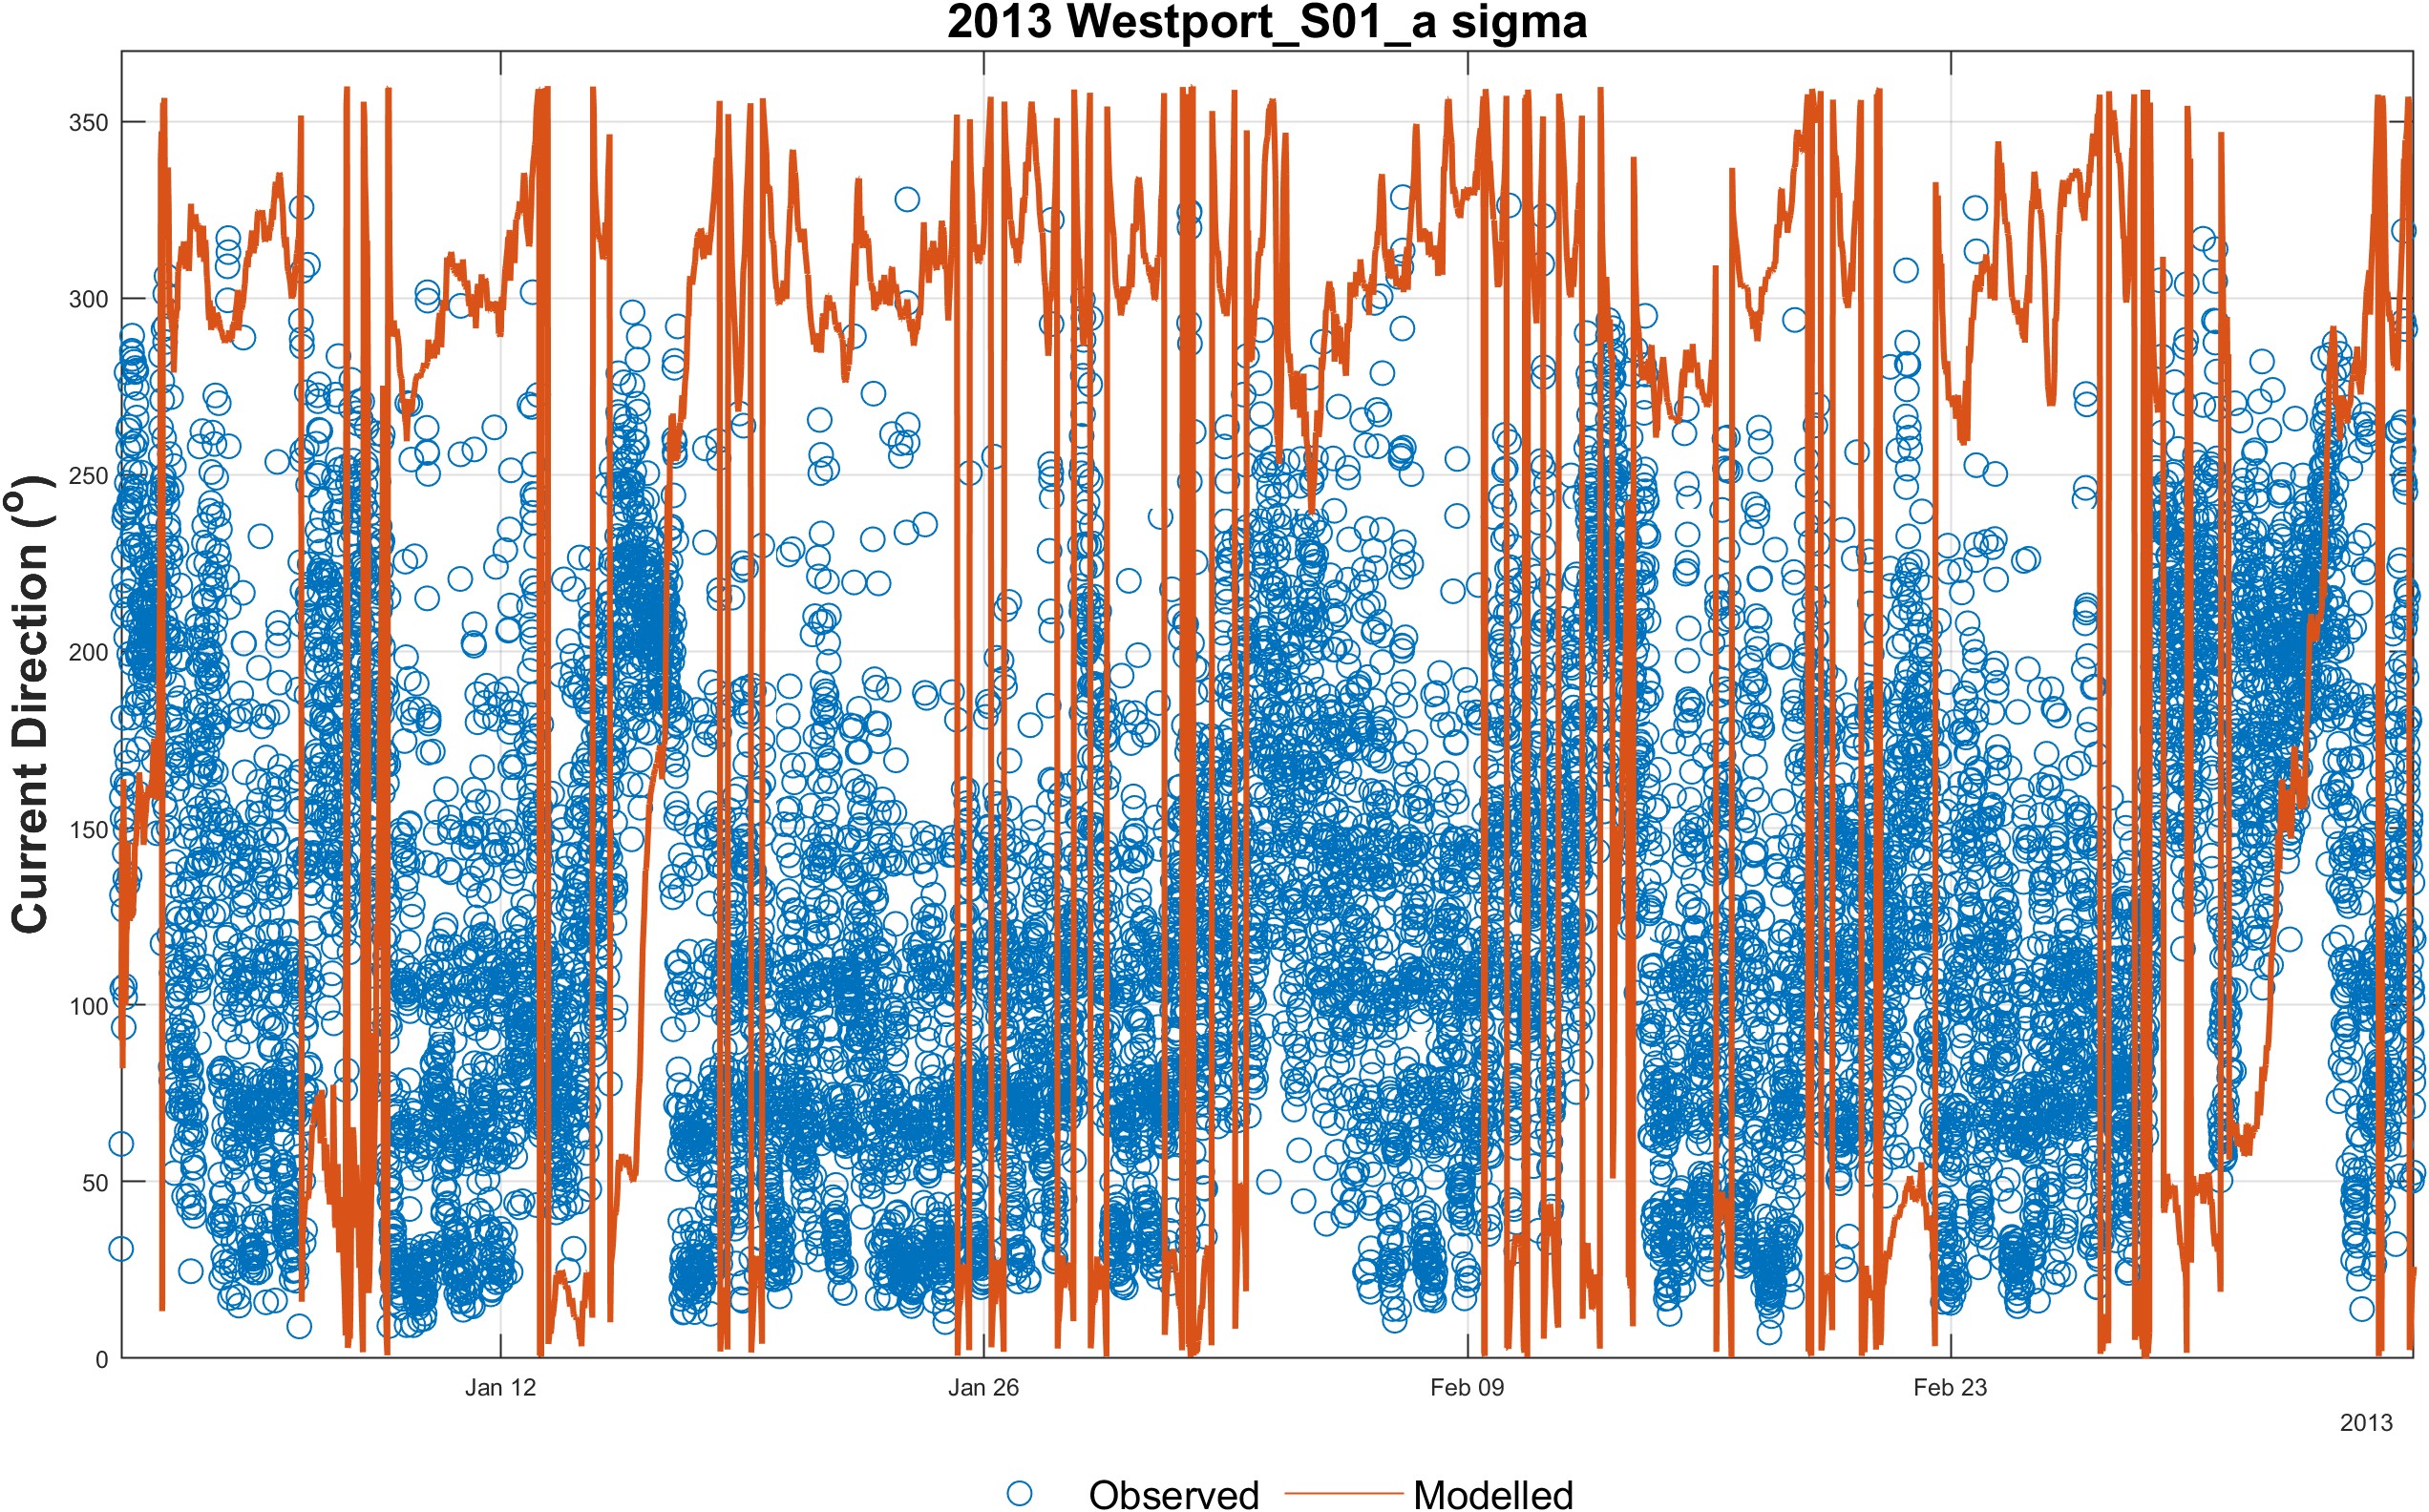 2013 Westport_S01_a sigma
Current Direction (°)
350
300
250
200
150
100
50
0
Jan 12 Jan 26 Feb 09 Feb 23
2013
Observed Modelled